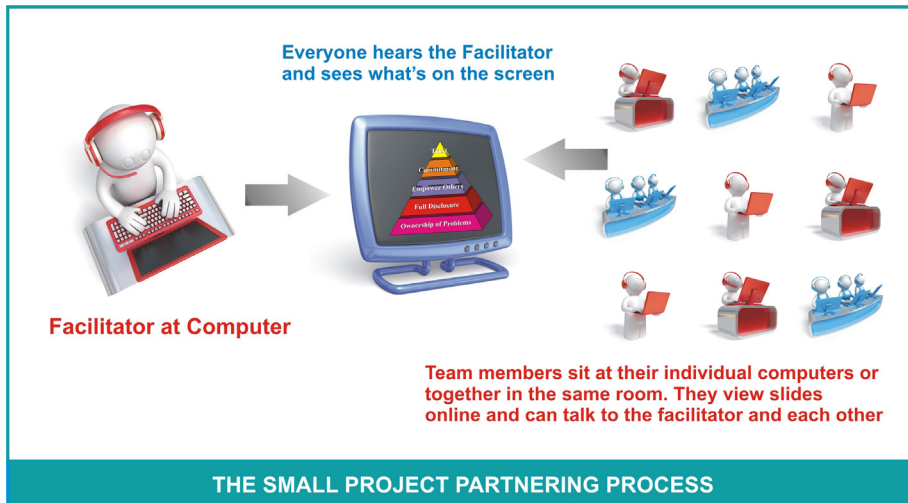 Everyone hears the Facilitator
and sees what's on the screen
Trust
Commitment
Empower Others
Full Disclosure
Ownership of Problems
Facilitator at Computer
Team members sit at their individual computers or
together in the same room. They view slides
online and can talk to the facilitator and each other
THE SMALL PROJECT PARTNERING PROCESS